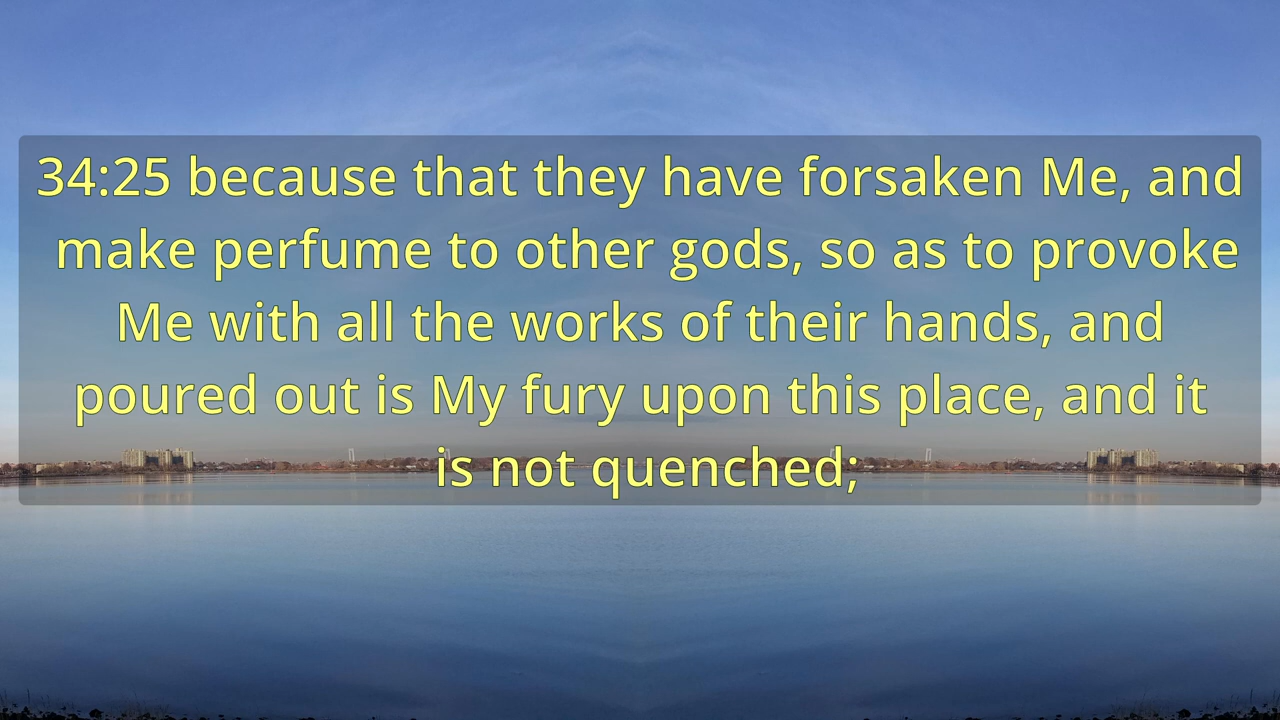 34:25 because that they have forsaken Me, and
make perfume to other gods, so as to provoke
Me with all the works of their hands, and
poured out is My fury upon this place, and it
is not quenched;